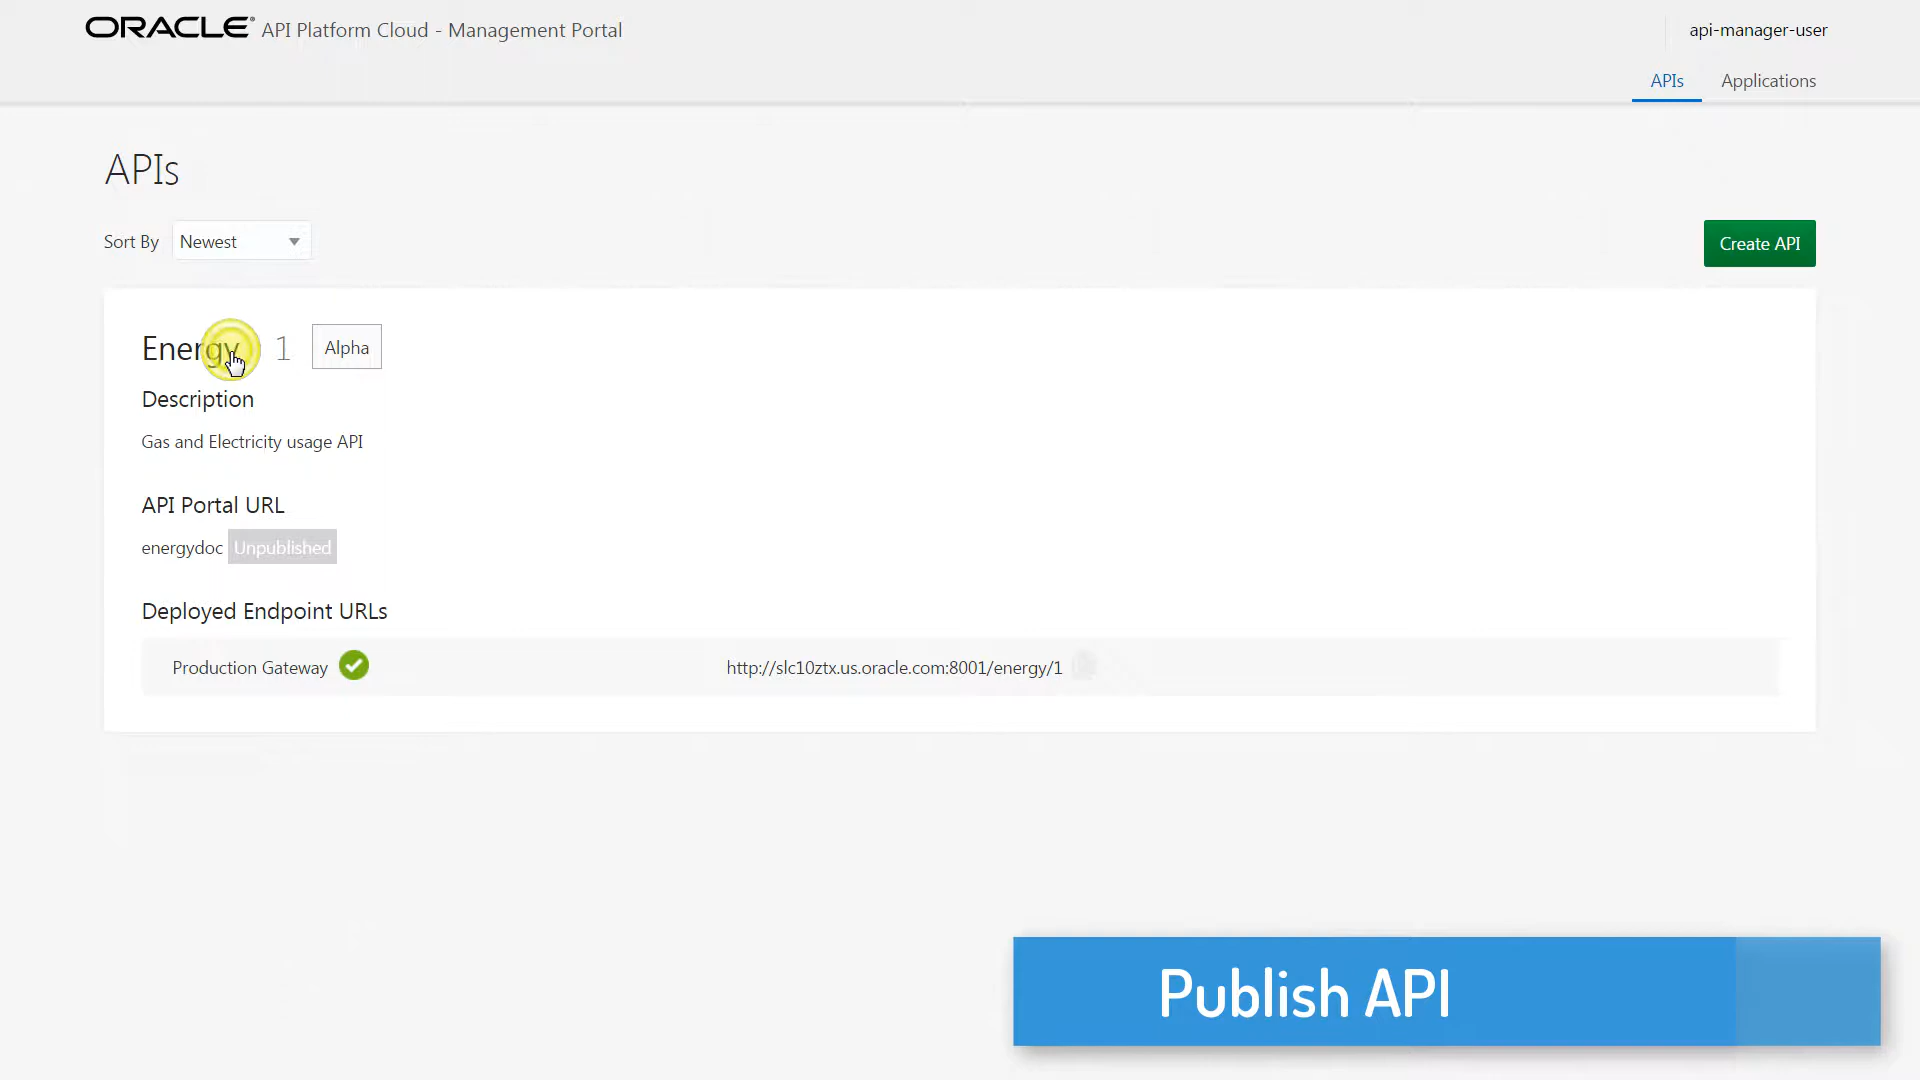 ORACLE API Platform Cloud - Management Portal
api-manager-user
APIs Applications
APIs
Sort By Newest
Create API
Energy 1 Alpha
Description
Gas and Electricity usage API
API Portal URL
energydoc Unpublished
Deployed Endpoint URLs
Production Gateway http://slc10ztx.us.oracle.com:8001/energy/1
Publish API